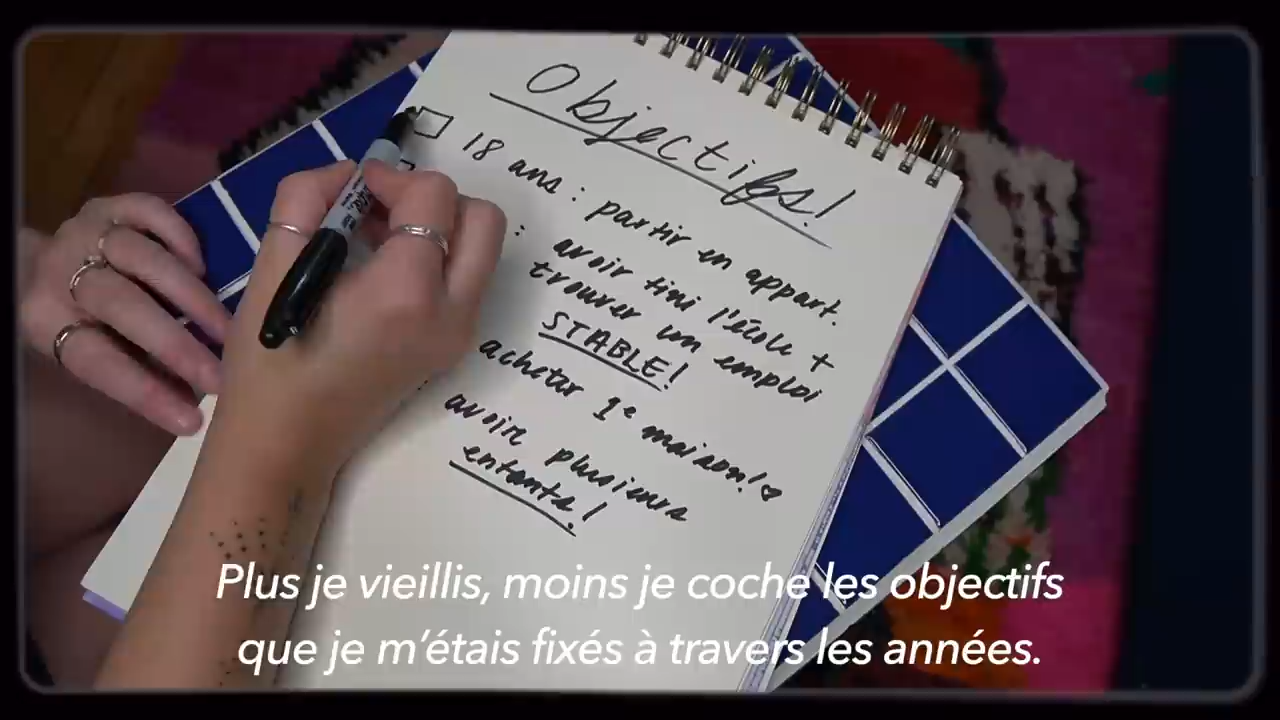 Objectifs!
18 ans : partir en appart.
: avoir fini l'école +
trouver un emploi
STABLE!
acheter 1e maison! ♡
avoir plusieurs
enfants!
Plus je vieillis, moins je coche les objectifs
que je m'étais fixés à travers les années.